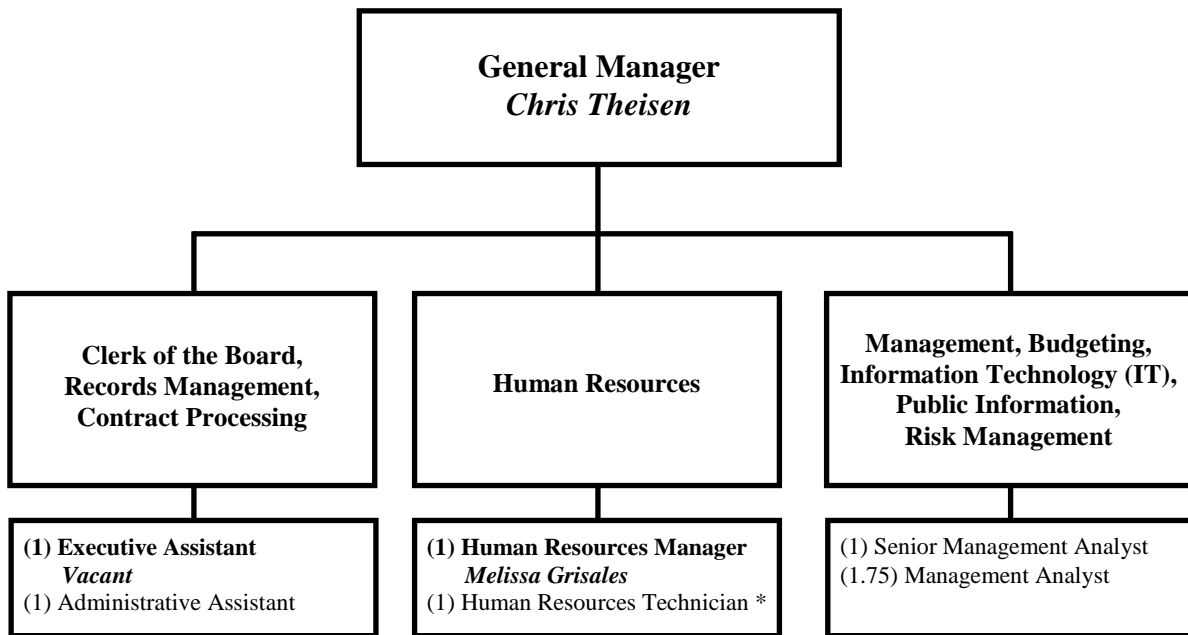 General Manager
Chris Theisen
Clerk of the Board,
Records Management,
Contract Processing
Human Resources
Management, Budgeting,
Information Technology (IT),
Public Information,
Risk Management
(1) Executive Assistant
Vacant
(1) Administrative Assistant
(1) Human Resources Manager
Melissa Grisales
(1) Human Resources Technician *
(1) Senior Management Analyst
(1.75) Management Analyst